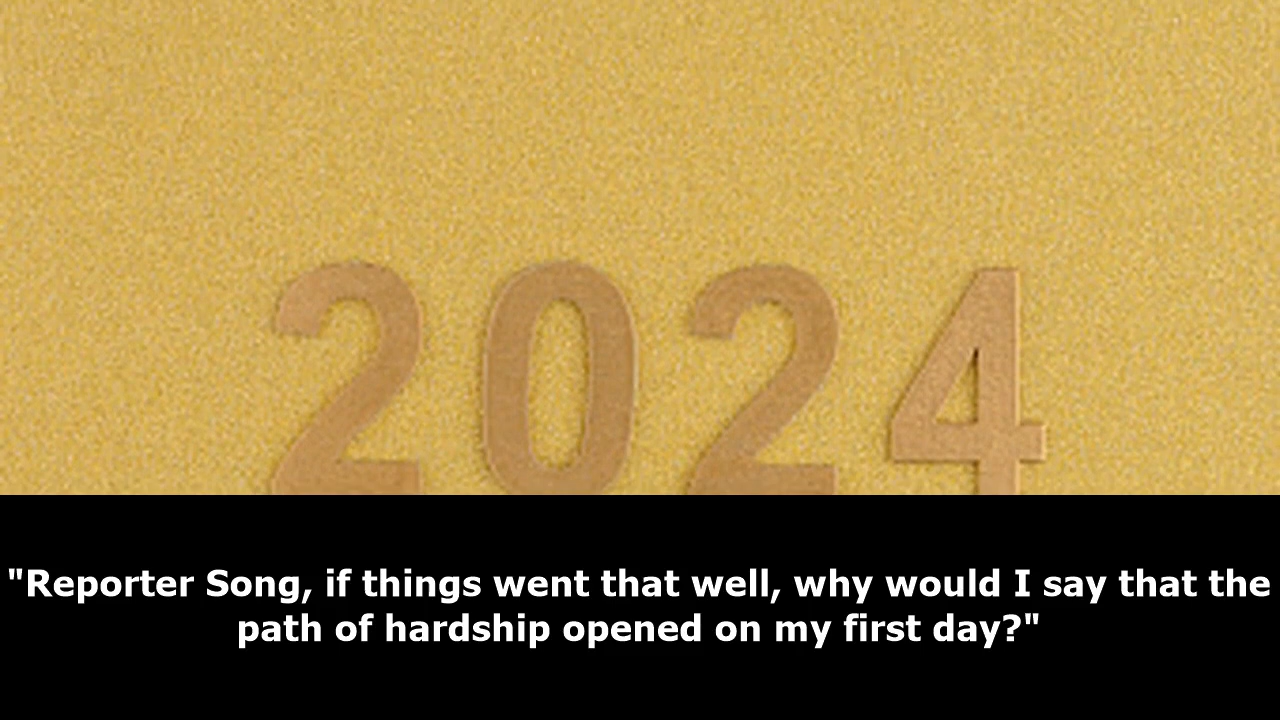 2024
"Reporter Song, if things went that well, why would I say that the
path of hardship opened on my first day?"